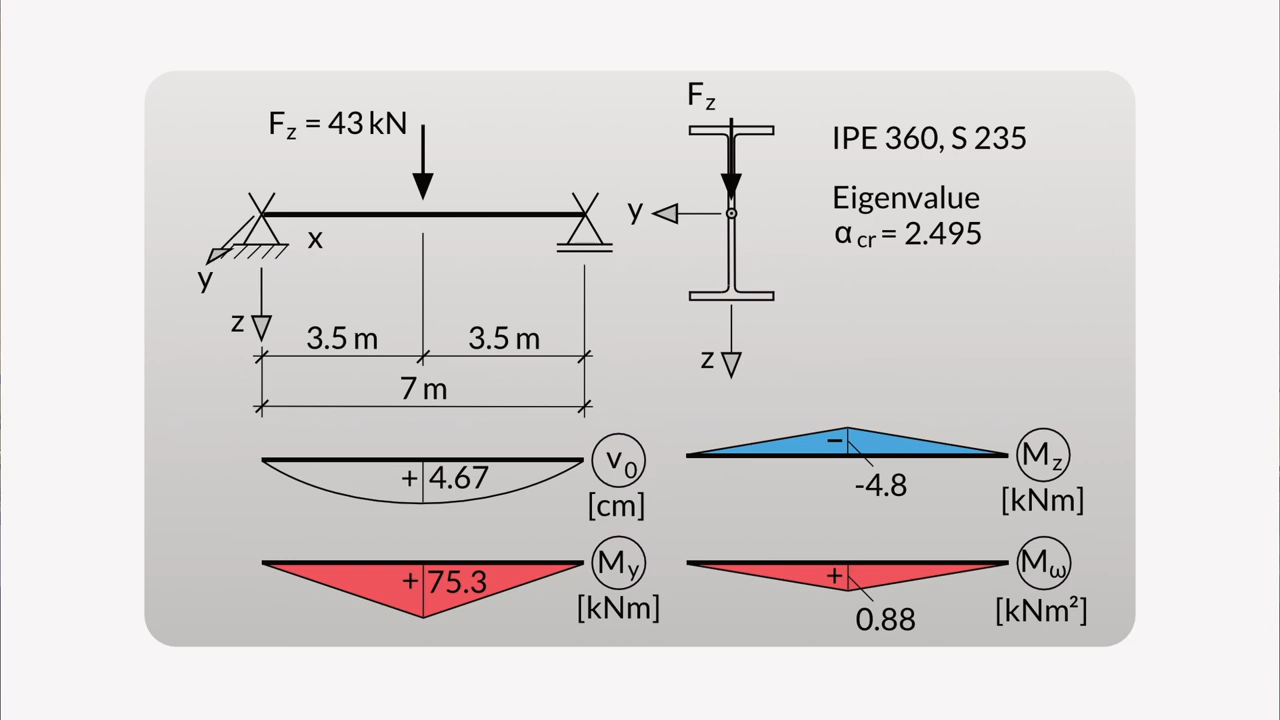 F_z = 43 kN
x
y
z
3.5 m
3.5 m
7 m
F_z
y
z
IPE 360, S 235
Eigenvalue
α_cr = 2.495
+ 4.67
v_0
[cm]
−
-4.8
M_z
[kNm]
+ 75.3
M_y
[kNm]
+
0.88
M_ω
[kNm²]